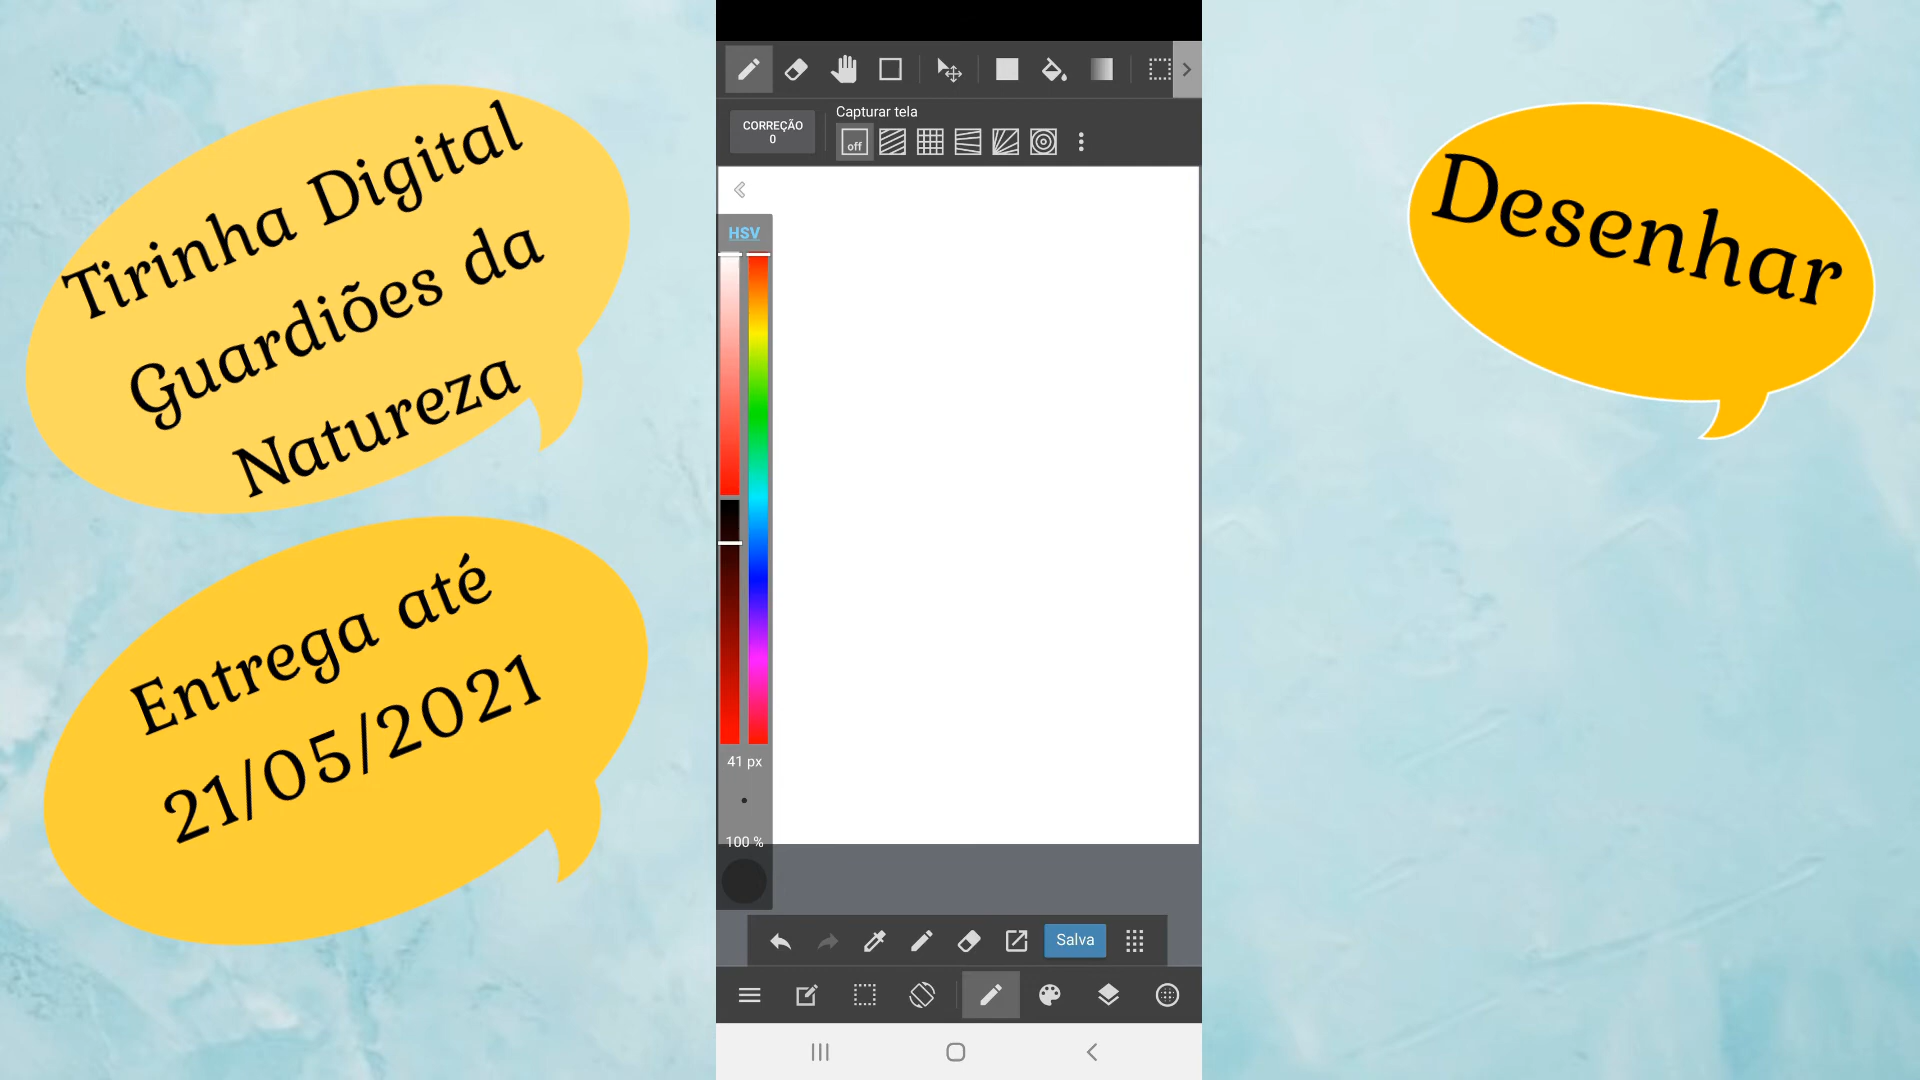 Tirinha Digital
Guardiões da
Natureza
Entrega até
21/05/2021
CORREÇÃO
0
Capturar tela
off
HSV
41 px
100 %
Salva
Desenhar